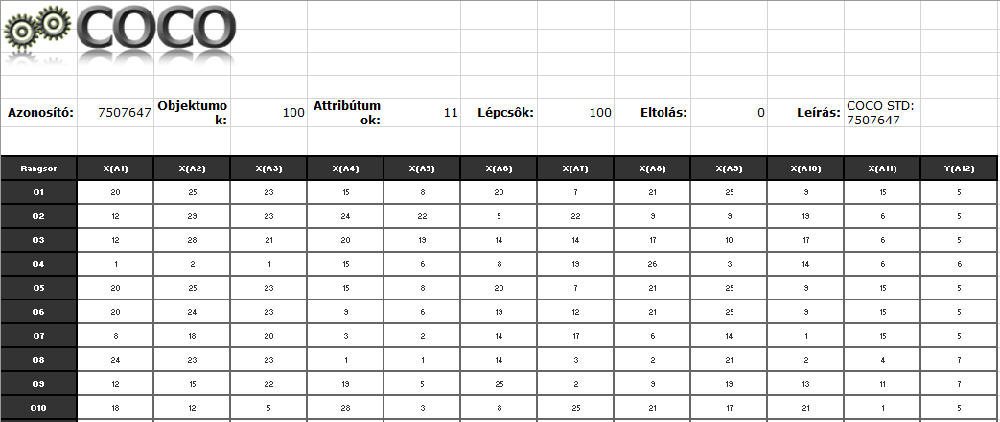 COCO
Azonosító: 7507647 Objektumok: 100 Attribútumok: 11 Lépcsôk: 100 Eltolás: 0 Leírás: COCO STD: 7507647
Rangsor X(A1) X(A2) X(A3) X(A4) X(A5) X(A6) X(A7) X(A8) X(A9) X(A10) X(A11) Y(A12)
O1 20 25 23 15 8 20 7 21 25 9 15 5
O2 12 29 23 24 22 5 22 9 9 19 6 5
O3 12 28 21 20 19 14 14 17 10 17 6 5
O4 1 2 1 15 6 8 19 26 3 14 6 6
O5 20 25 23 15 8 20 7 21 25 9 15 5
O6 20 24 23 9 6 19 12 21 25 9 15 5
O7 8 18 20 3 2 14 17 6 14 1 15 5
O8 24 23 23 1 1 14 3 2 21 2 4 7
O9 12 15 22 19 5 25 2 9 19 13 11 7
O10 18 12 5 28 3 8 25 21 17 21 1 5